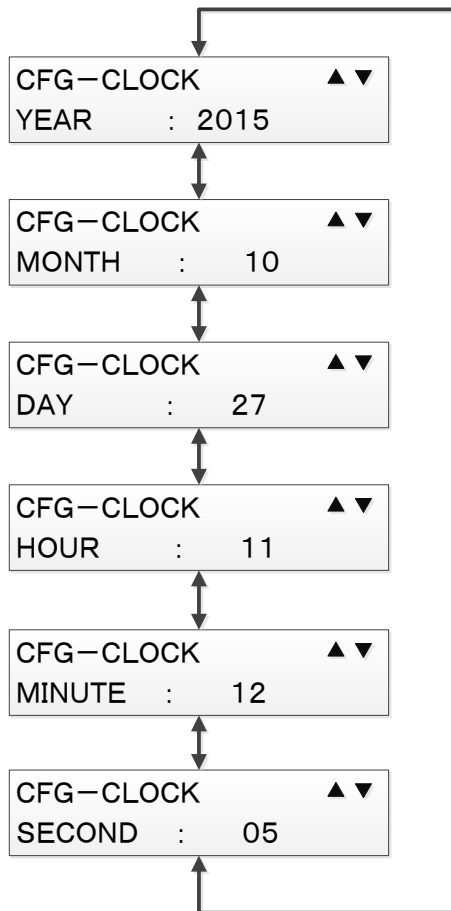 CFG−CLOCK ▲ ▼
YEAR : 2015
CFG−CLOCK ▲ ▼
MONTH : 10
CFG−CLOCK ▲ ▼
DAY : 27
CFG−CLOCK ▲ ▼
HOUR : 11
CFG−CLOCK ▲ ▼
MINUTE : 12
CFG−CLOCK ▲ ▼
SECOND : 05